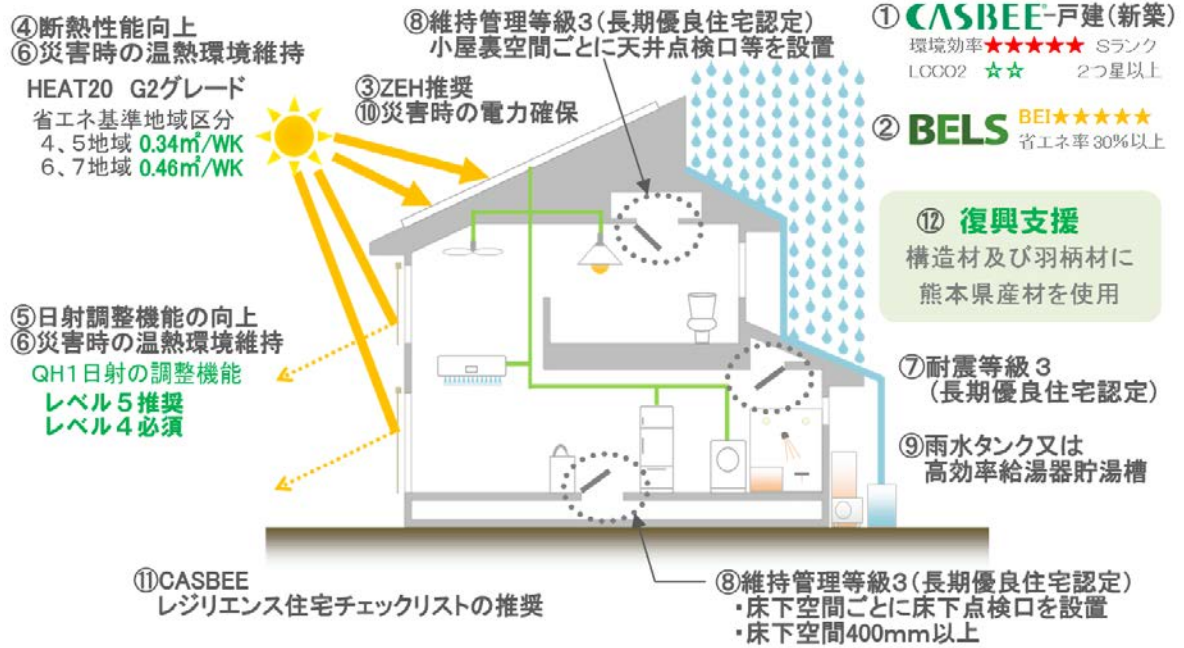 ④断熱性能向上
⑥災害時の温熱環境維持
HEAT20 G2グレード
省エネ基準地域区分
4、5地域 0.34㎡/WK
6、7地域 0.46㎡/WK
⑧維持管理等級3(長期優良住宅認定)
小屋裏空間ごとに天井点検口等を設置
③ZEH推奨
⑩災害時の電力確保
①CASBEE®-戸建(新築)
環境効率★★★★★ Sランク
LCCO2 ☆☆ 2つ星以上
②BELS BEI★★★★★
省エネ率30%以上
⑫ 復興支援
構造材及び羽柄材に
熊本県産材を使用
⑤日射調整機能の向上
⑥災害時の温熱環境維持
QH1日射の調整機能
レベル5推奨
レベル4必須
⑦耐震等級3
(長期優良住宅認定)
⑨雨水タンク又は
高効率給湯器貯湯槽
⑪CASBEE
レジリエンス住宅チェックリストの推奨
⑧維持管理等級3(長期優良住宅認定)
・床下空間ごとに床下点検口を設置
・床下空間400mm以上